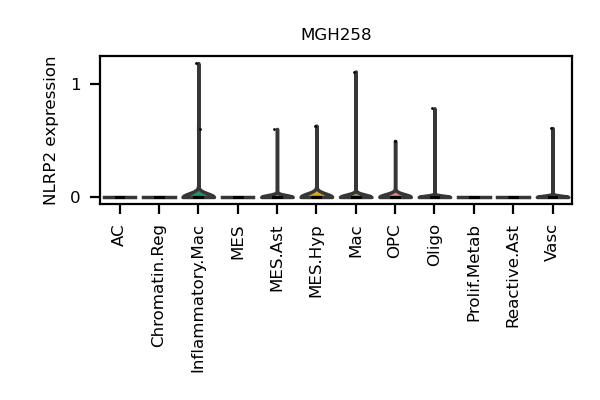 MGH258
NLRP2 expression
1
0
AC
Chromatin.Reg
Inflammatory.Mac
MES
MES.Ast
MES.Hyp
Mac
OPC
Oligo
Prolif.Metab
Reactive.Ast
Vasc